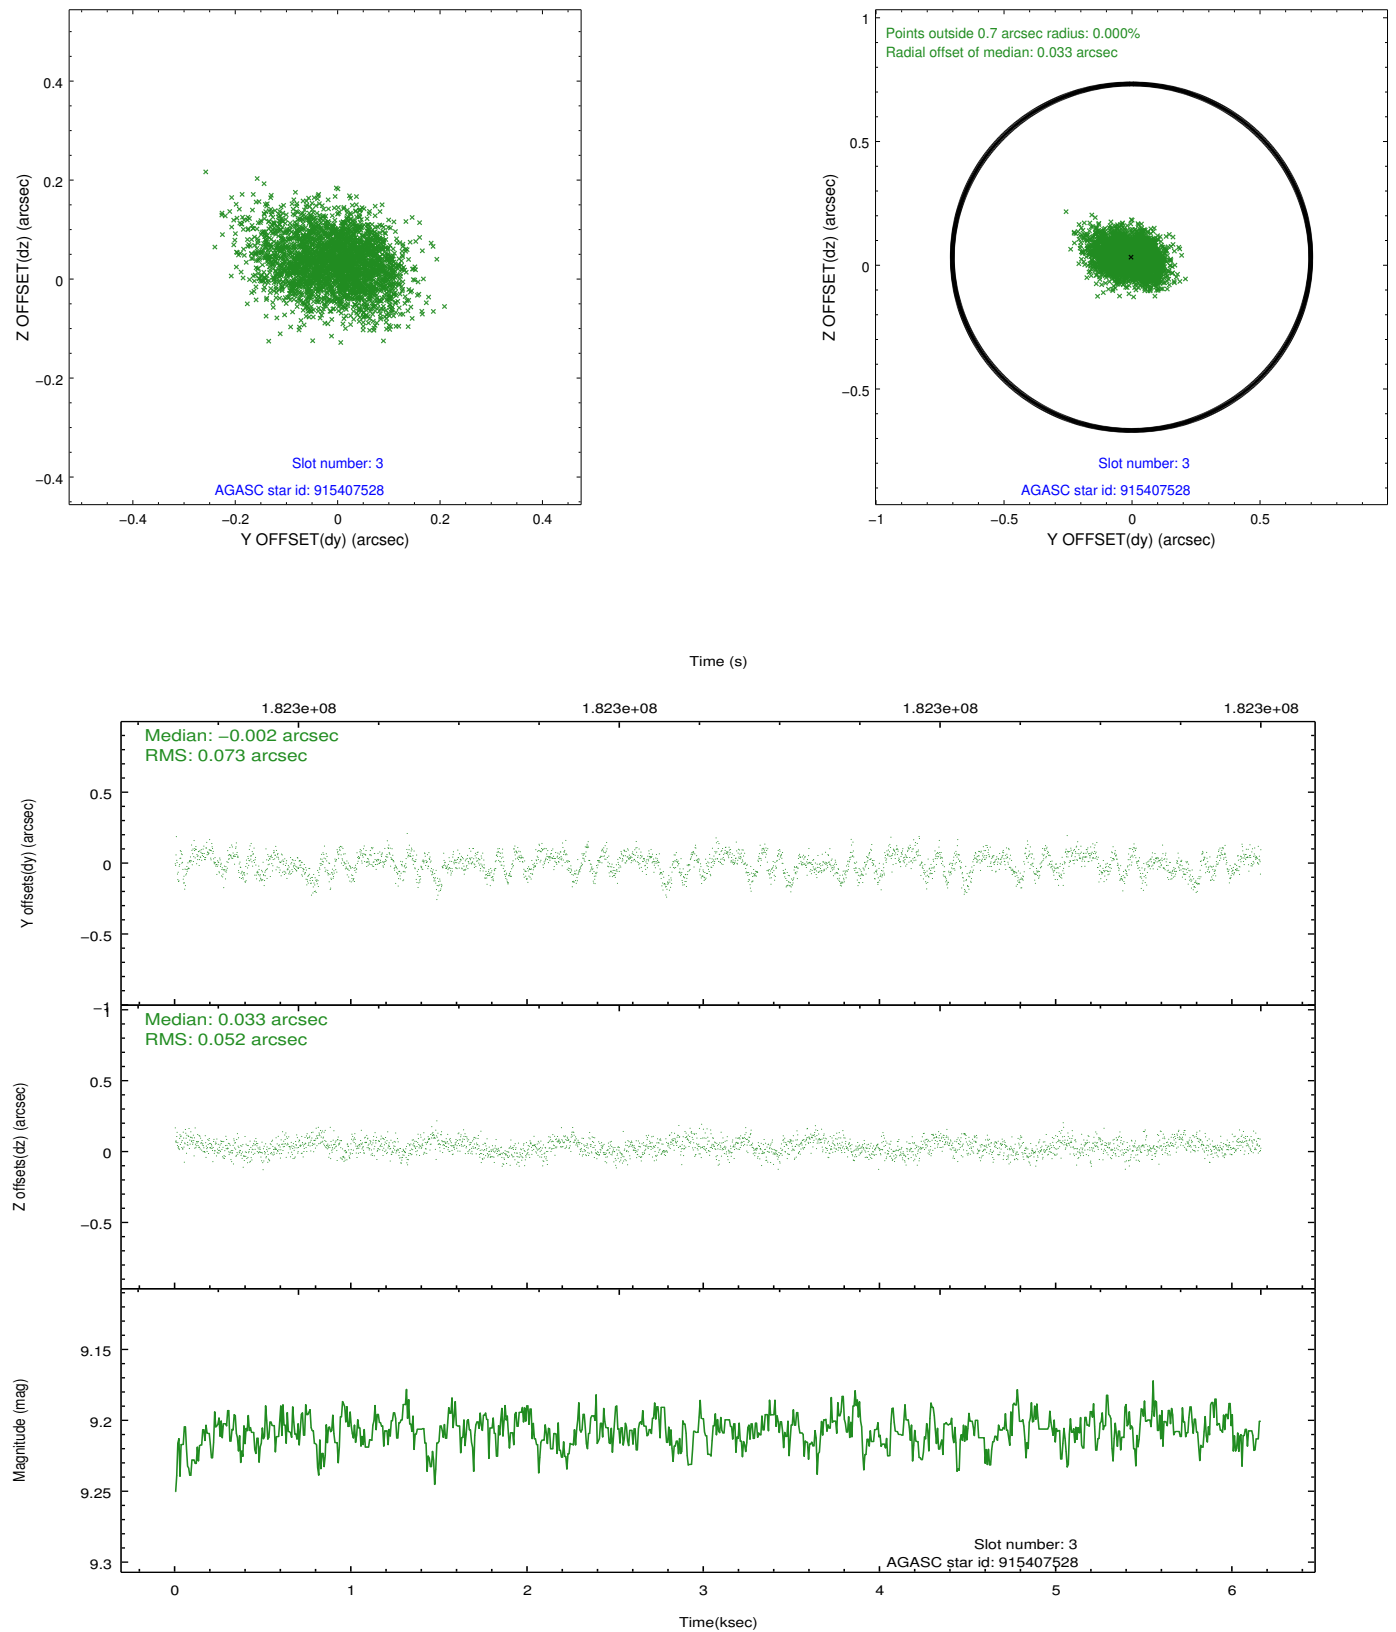 0.4
0.2
0
−0.2
−0.4
Z OFFSET(dz) (arcsec)
Slot number: 3
AGASC star id: 915407528
−0.4
−0.2
0
0.2
0.4
Y OFFSET(dy) (arcsec)
Points outside 0.7 arcsec radius: 0.000%
Radial offset of median: 0.033 arcsec
1
0.5
0
−0.5
Z OFFSET(dz) (arcsec)
Slot number: 3
AGASC star id: 915407528
−1
−0.5
0
0.5
Y OFFSET(dy) (arcsec)
Time (s)
1.823e+08
1.823e+08
1.823e+08
1.823e+08
Median: −0.002 arcsec
RMS: 0.073 arcsec
0.5
0
−0.5
−1
Y offsets(dy) (arcsec)
Median: 0.033 arcsec
RMS: 0.052 arcsec
1
0.5
0
−0.5
Z offsets(dz) (arcsec)
9.15
9.2
9.25
9.3
Magnitude (mag)
Slot number: 3
AGASC star id: 915407528
0
1
2
3
4
5
6
Time(ksec)